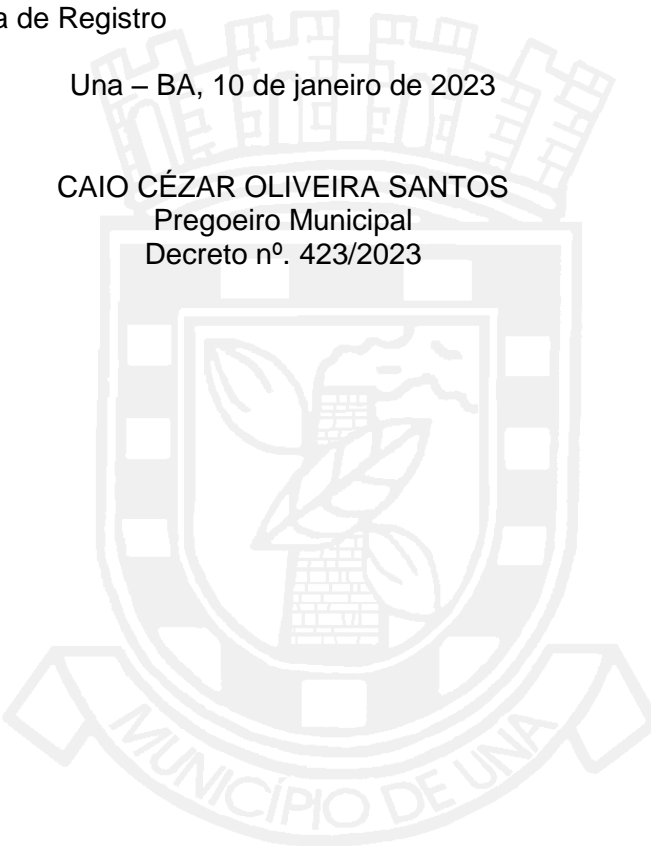 a de Registro
Una – BA, 10 de janeiro de 2023
CAIO CÉZAR OLIVEIRA SANTOS
Pregoeiro Municipal
Decreto nº. 423/2023
MUNICÍPIO DE UNA